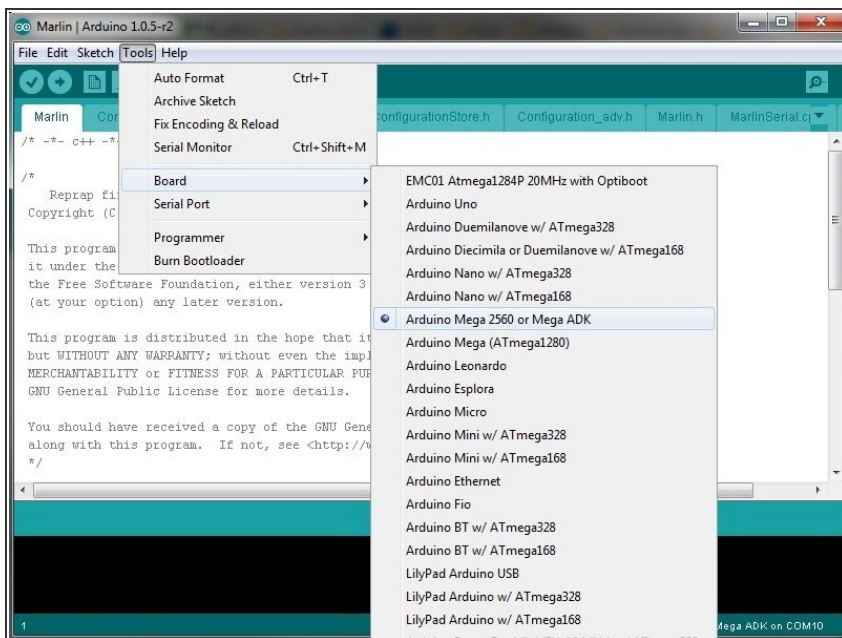 Marlin | Arduino 1.0.5-r2
File Edit Sketch Tools Help
Auto Format Ctrl+T
Archive Sketch
Fix Encoding & Reload
Serial Monitor Ctrl+Shift+M
Board
Serial Port
Programmer
Burn Bootloader
Marlin Con onfigurationStore.h Configuration_adv.h Marlin.h MarlinSerial.c
/* -*- c++ -*-
/*
Reprap fi
Copyright (C
This program
it under the
the Free Software Foundation, either version 3
(at your option) any later version.
This program is distributed in the hope that it
but WITHOUT ANY WARRANTY; without even the impl
MERCHANTABILITY or FITNESS FOR A PARTICULAR PUR
GNU General Public License for more details.
You should have received a copy of the GNU Gene
along with this program.  If not, see <http://w
*/
EMC01 Atmega1284P 20MHz with Optiboot
Arduino Uno
Arduino Duemilanove w/ ATmega328
Arduino Diecimila or Duemilanove w/ ATmega168
Arduino Nano w/ ATmega328
Arduino Nano w/ ATmega168
Arduino Mega 2560 or Mega ADK
Arduino Mega (ATmega1280)
Arduino Leonardo
Arduino Esplora
Arduino Micro
Arduino Mini w/ ATmega328
Arduino Mini w/ ATmega168
Arduino Ethernet
Arduino Fio
Arduino BT w/ ATmega328
Arduino BT w/ ATmega168
LilyPad Arduino USB
LilyPad Arduino w/ ATmega328
LilyPad Arduino w/ ATmega168
1 Mega ADK on COM10